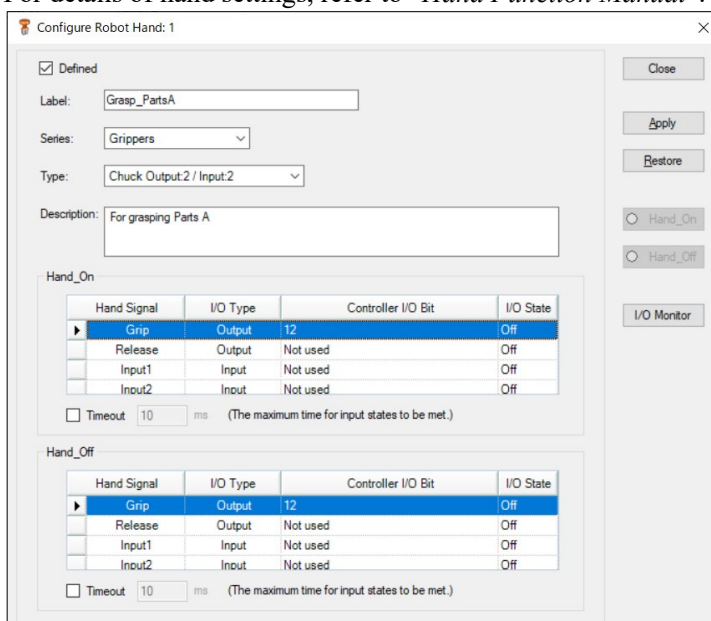 For details of hand settings, refer to "Hand Function Manual".
Configure Robot Hand: 1
Defined
Close
Label: Grasp_PartsA
Apply
Series: Grippers
Restore
Type: Chuck Output:2 / Input:2
Description: For grasping Parts A
Hand_On
Hand_Off
Hand_On
Hand Signal I/O Type Controller I/O Bit I/O State
I/O Monitor
Grip Output 12 Off
Release Output Not used Off
Input1 Input Not used Off
Input2 Input Not used Off
Timeout 10 ms (The maximum time for input states to be met.)
Hand_Off
Hand Signal I/O Type Controller I/O Bit I/O State
Grip Output 12 Off
Release Output Not used Off
Input1 Input Not used Off
Input2 Input Not used Off
Timeout 10 ms (The maximum time for input states to be met.)